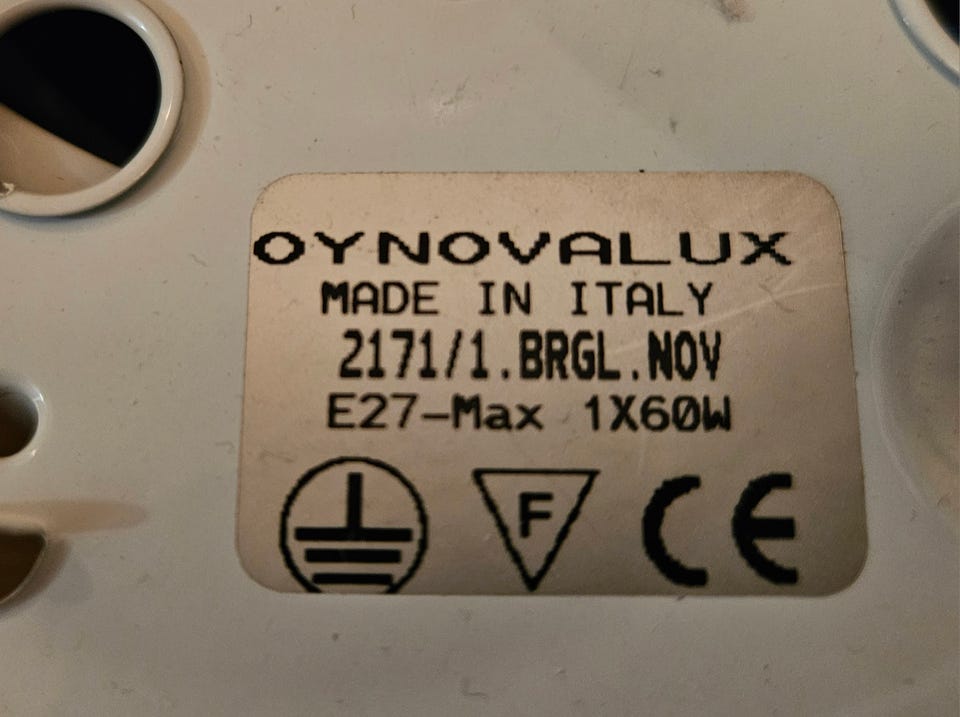 OYNOVALUX
MADE IN ITALY
2171/1.BRGL.NOV
E27-Max 1X60W
F CE